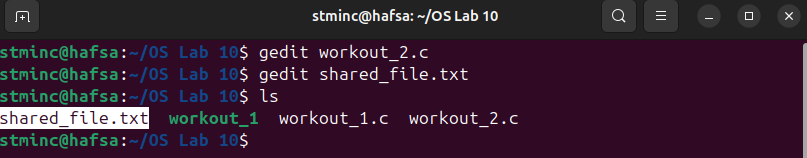 stminc@hafsa: ~/OS Lab 10
stminc@hafsa:~/OS Lab 10$ gedit workout_2.c
stminc@hafsa:~/OS Lab 10$ gedit shared_file.txt
stminc@hafsa:~/OS Lab 10$ ls
shared_file.txt  workout_1  workout_1.c  workout_2.c
stminc@hafsa:~/OS Lab 10$